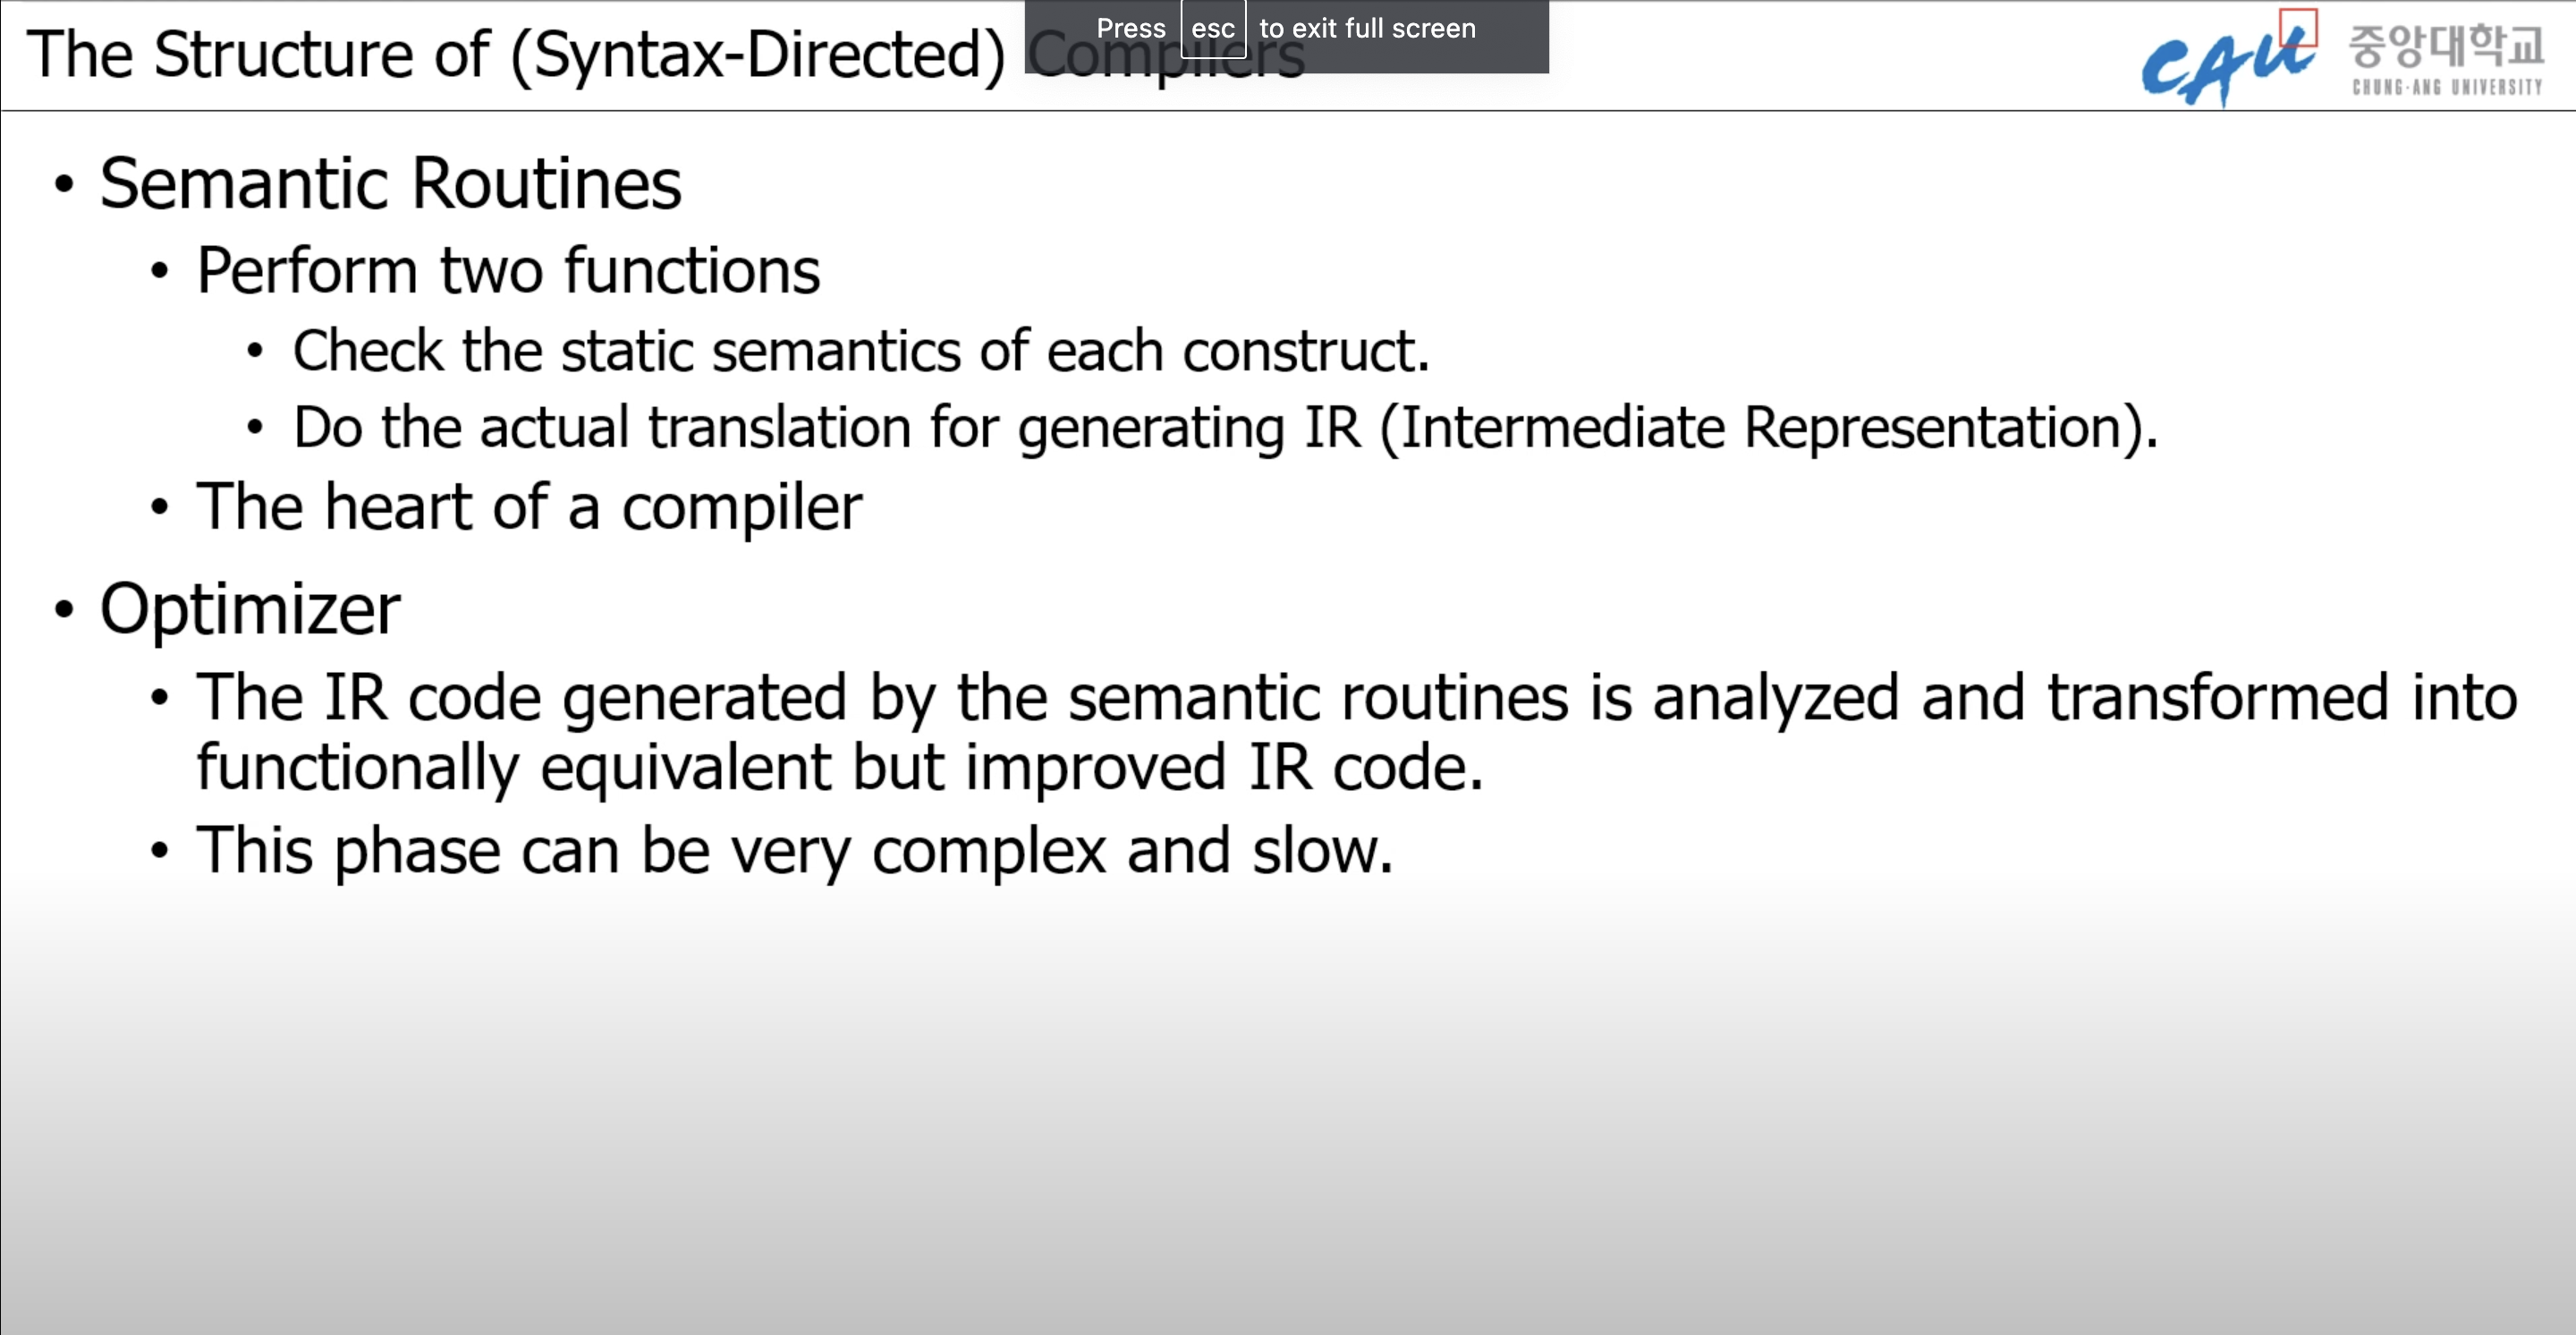 The Structure of (Syntax-Directed) Compilers
Press esc to exit full screen
CAU 중앙대학교
CHUNG-ANG UNIVERSITY
• Semantic Routines
• Perform two functions
• Check the static semantics of each construct.
• Do the actual translation for generating IR (Intermediate Representation).
• The heart of a compiler
• Optimizer
• The IR code generated by the semantic routines is analyzed and transformed into
functionally equivalent but improved IR code.
• This phase can be very complex and slow.